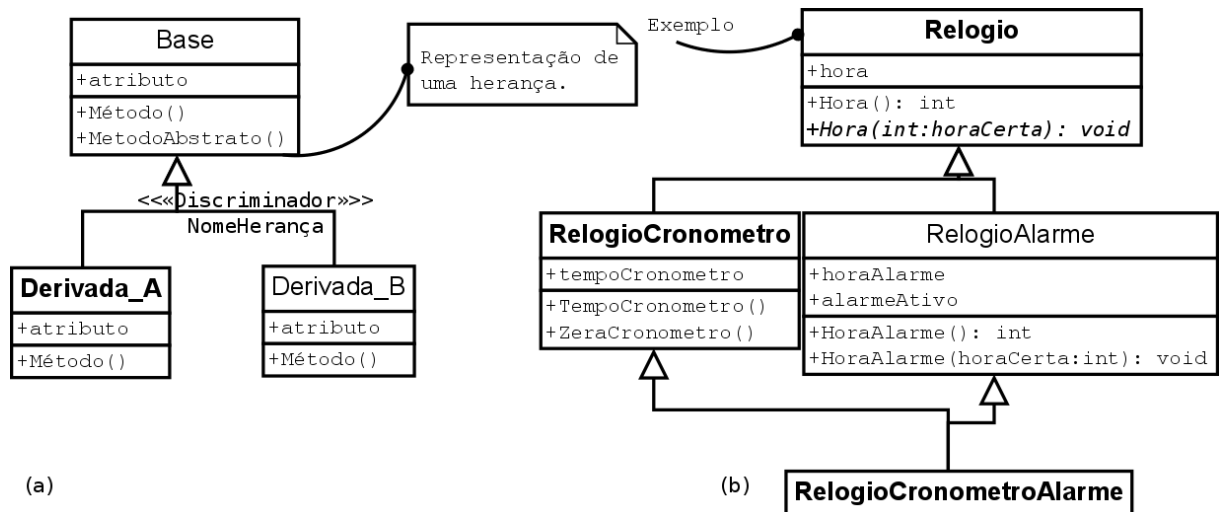 Base
+atributo
+Método()
+MetodoAbstrato()
Representação de
uma herança.
<<«Discriminador»>>
NomeHerança
Derivada_A
+atributo
+Método()
Derivada_B
+atributo
+Método()
(a)
Exemplo
Relogio
+hora
+Hora(): int
+Hora(int:horaCerta): void
RelogioCronometro
+tempoCronometro
+TempoCronometro()
+ZeraCronometro()
RelogioAlarme
+horaAlarme
+alarmeAtivo
+HoraAlarme(): int
+HoraAlarme(horaCerta:int): void
(b)
RelogioCronometroAlarme